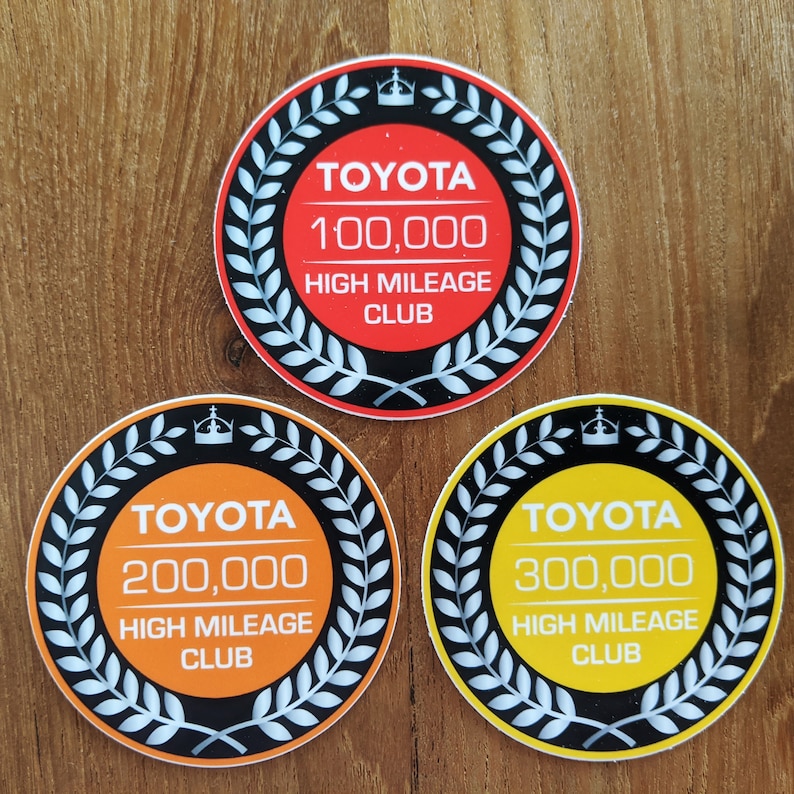 TOYOTA
100,000
HIGH MILEAGE
CLUB
TOYOTA
200,000
HIGH MILEAGE
CLUB
TOYOTA
300,000
HIGH MILEAGE
CLUB